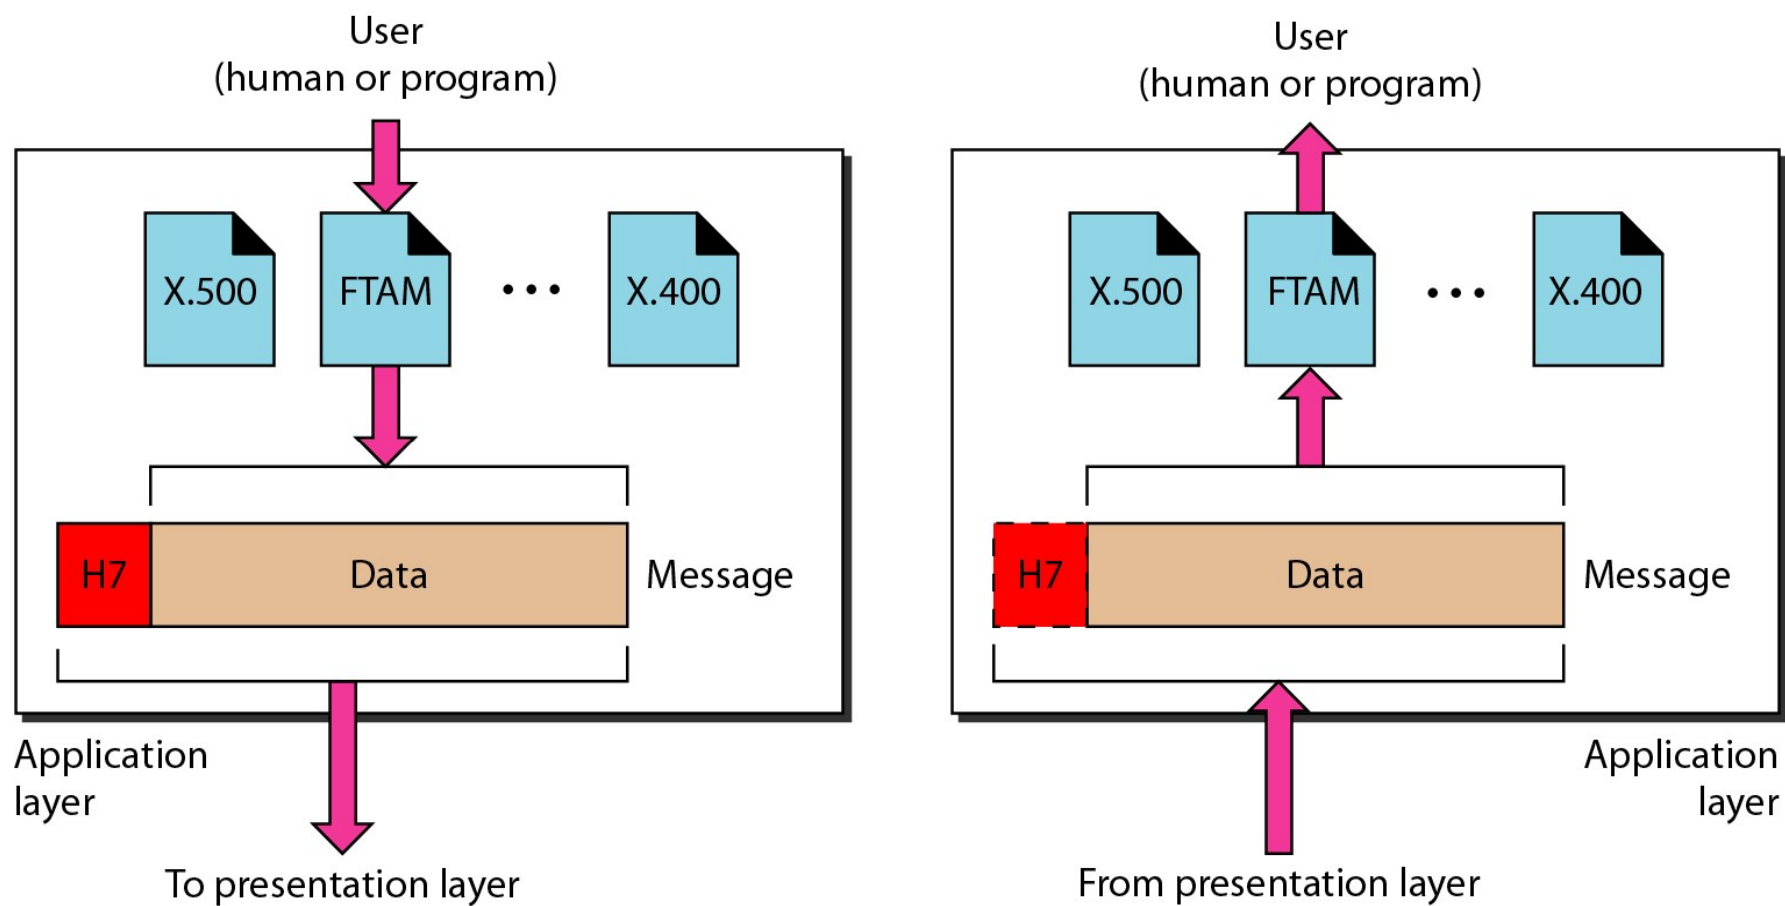 User
(human or program)
X.500
FTAM
...
X.400
H7
Data
Message
Application
layer
To presentation layer
User
(human or program)
X.500
FTAM
...
X.400
H7
Data
Message
Application
layer
From presentation layer